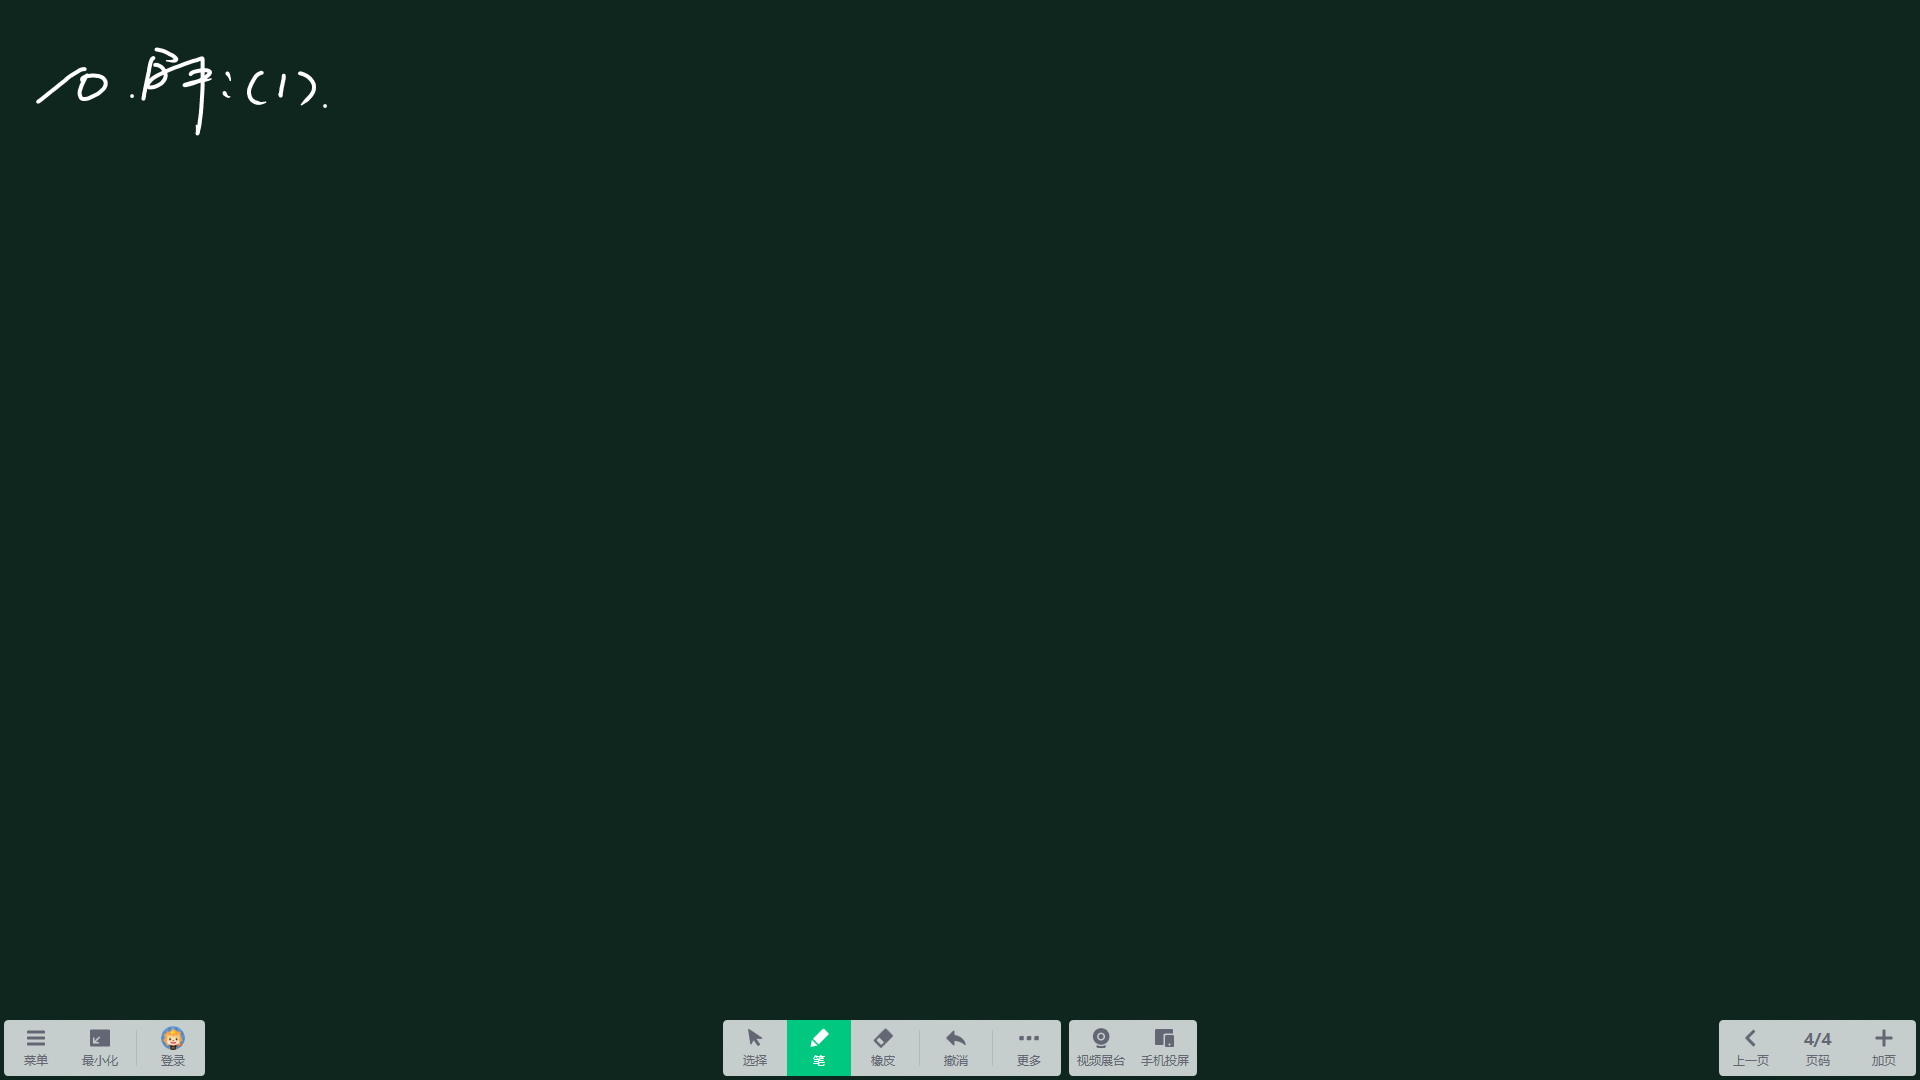 10.解:(1).
菜单 最小化 登录 选择 笔 橡皮 撤消 更多 视频展台 手机投屏 上一页 4/4 页码 加页